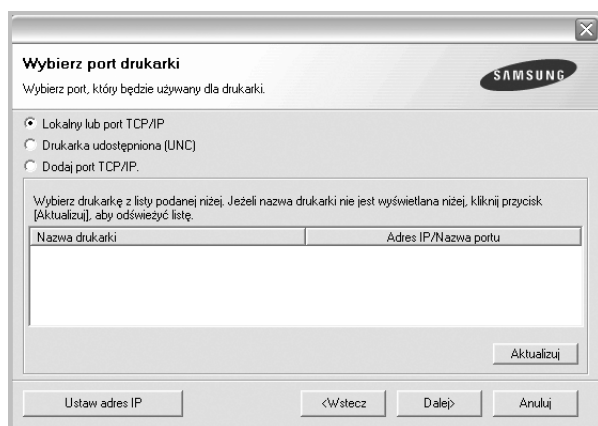 Wybierz port drukarki
Wybierz port, który będzie używany dla drukarki.
SAMSUNG
Lokalny lub port TCP/IP
Drukarka udostępniona (UNC)
Dodaj port TCP/IP.
Wybierz drukarkę z listy podanej niżej. Jeżeli nazwa drukarki nie jest wyświetlana niżej, kliknij przycisk
[Aktualizuj], aby odświeżyć listę.
Nazwa drukarki Adres IP/Nazwa portu
Aktualizuj
Ustaw adres IP <Wstecz Dalej> Anuluj